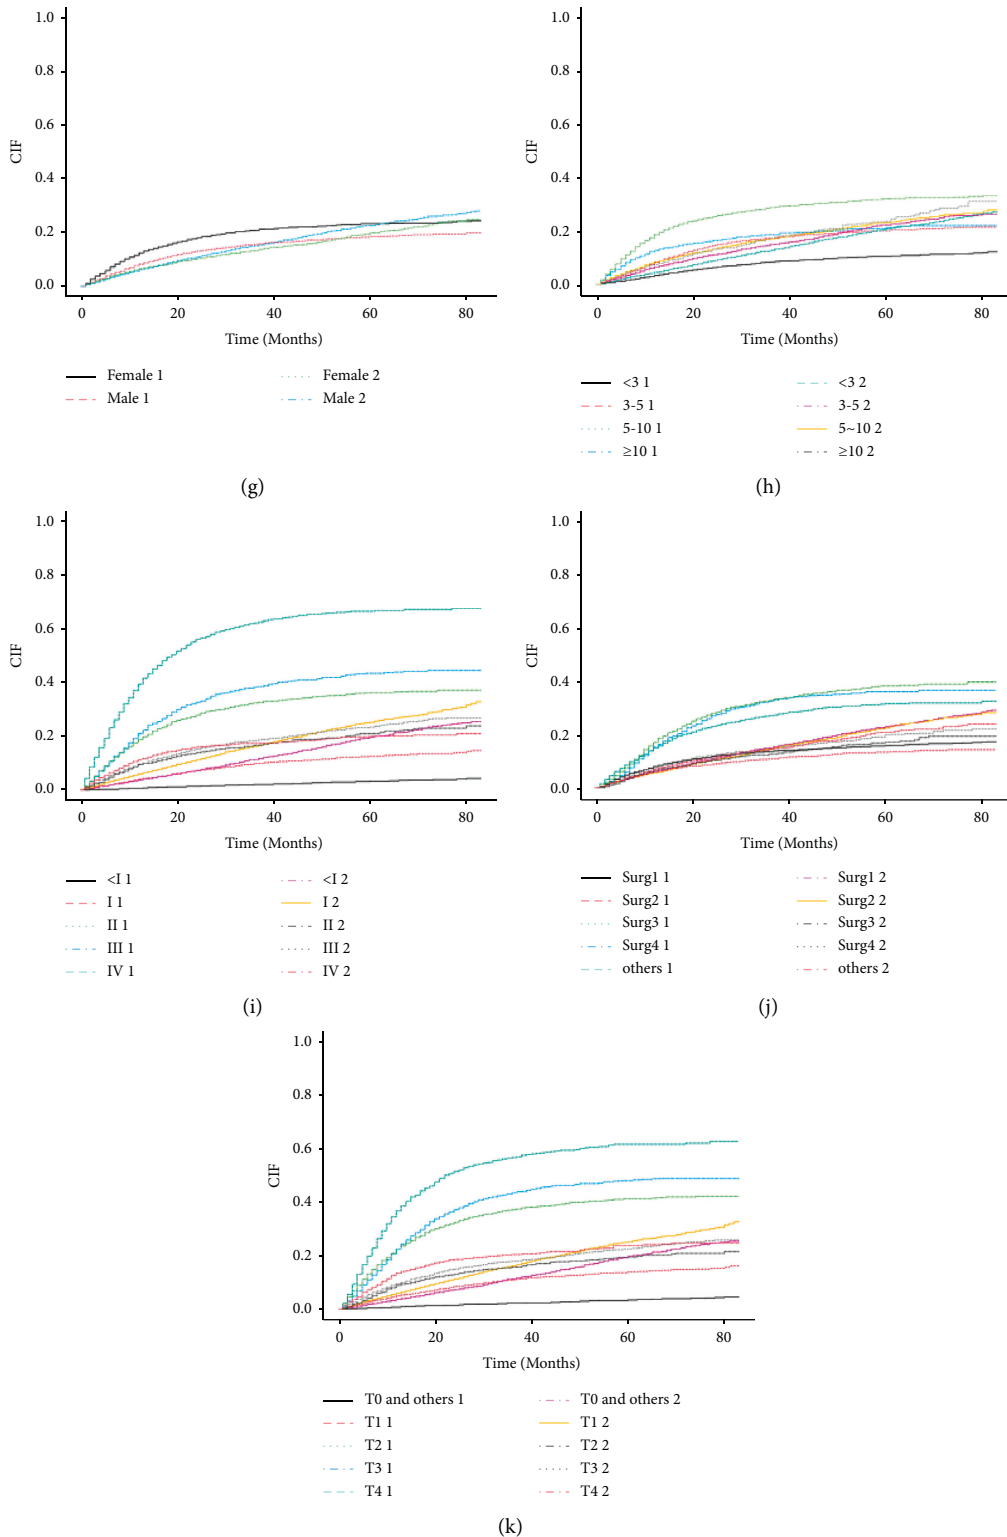 1.0
0.8
0.6
0.4
0.2
0.0
CIF
0 20 40 60 80
Time (Months)
Female 1 Female 2
Male 1 Male 2
(g)
1.0
0.8
0.6
0.4
0.2
0.0
CIF
0 20 40 60 80
Time (Months)
<3 1 <3 2
3-5 1 3-5 2
5-10 1 5~10 2
≥10 1 ≥10 2
(h)
1.0
0.8
0.6
0.4
0.2
0.0
CIF
0 20 40 60 80
Time (Months)
<I 1 <I 2
I 1 I 2
II 1 II 2
III 1 III 2
IV 1 IV 2
(i)
1.0
0.8
0.6
0.4
0.2
0.0
CIF
0 20 40 60 80
Time (Months)
Surg1 1 Surg1 2
Surg2 1 Surg2 2
Surg3 1 Surg3 2
Surg4 1 Surg4 2
others 1 others 2
(j)
1.0
0.8
0.6
0.4
0.2
0.0
CIF
0 20 40 60 80
Time (Months)
T0 and others 1 T0 and others 2
T1 1 T1 2
T2 1 T2 2
T3 1 T3 2
T4 1 T4 2
(k)